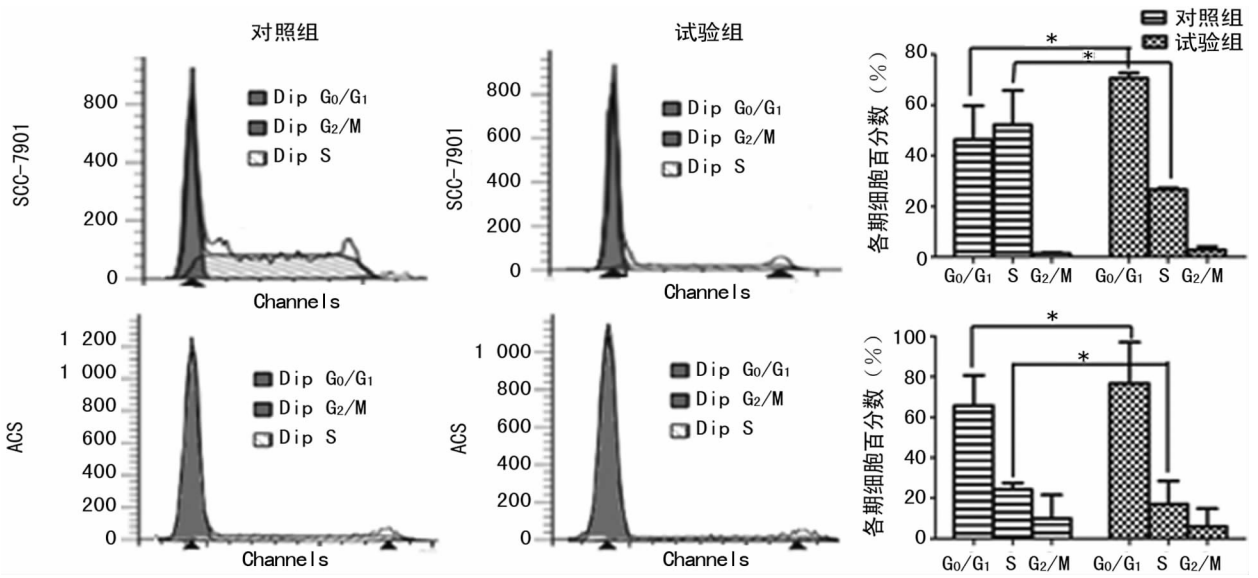 对照组
SCC-7901
800
400
200
0
Dip G₀/G₁
Dip G₂/M
Dip S
Channels
试验组
SCC-7901
800
600
400
200
0
Dip G₀/G₁
Dip G₂/M
Dip S
Channels
对照组
试验组
各期细胞百分数（%）
80
60
40
20
0
*
*
G₀/G₁ S G₂/M G₀/G₁ S G₂/M
ACS
1 200
1 000
800
600
400
200
0
Dip G₀/G₁
Dip G₂/M
Dip S
Channels
ACS
1 000
800
600
400
200
0
Dip G₀/G₁
Dip G₂/M
Dip S
Channels
各期细胞百分数（%）
100
80
60
40
20
0
*
*
G₀/G₁ S G₂/M G₀/G₁ S G₂/M